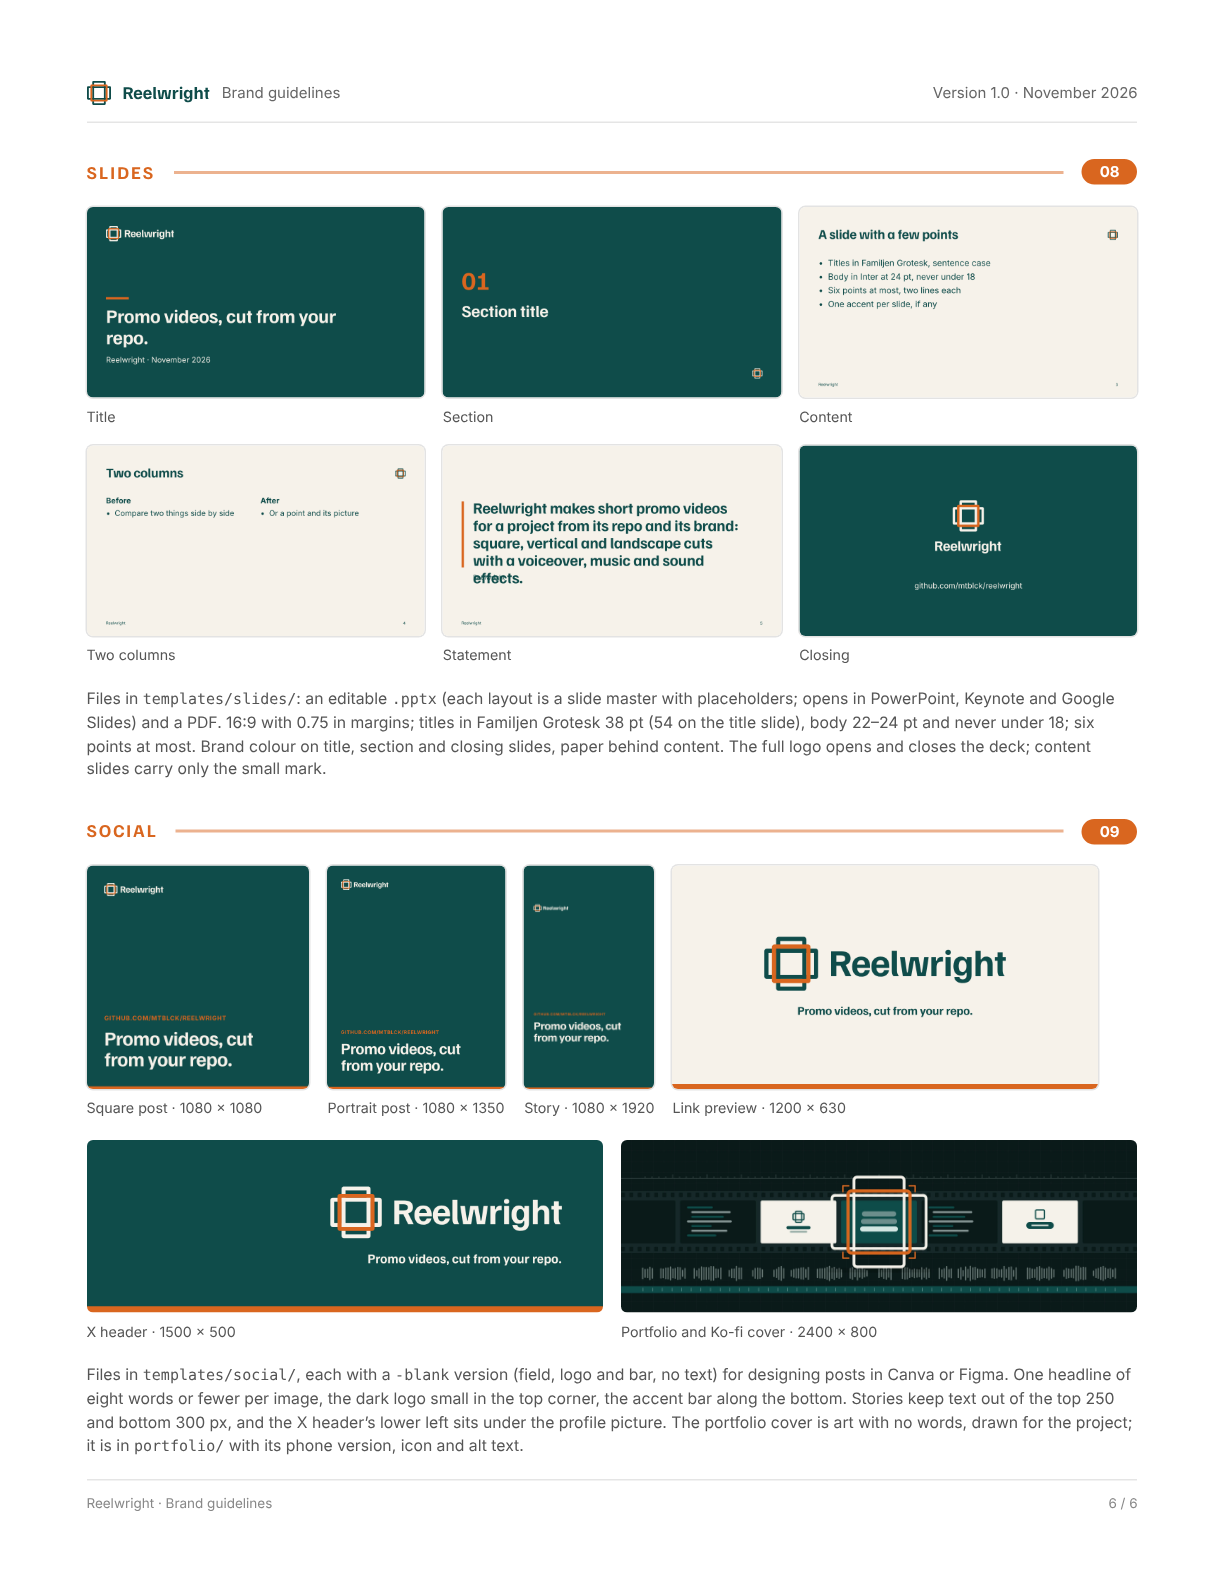 Reelwright Brand guidelines
Version 1.0 · November 2026
SLIDES
08
Reelwright
Promo videos, cut from your
repo.
Reelwright · November 2026
Title
01
Section title
Section
A slide with a few points
• Titles in Familjen Grotesk, sentence case
• Body in Inter at 24 pt, never under 18
• Six points at most, two lines each
• One accent per slide, if any
Reelwright
Content
Two columns
Before
• Compare two things side by side
After
• Or a point and its picture
Reelwright
4
Two columns
Reelwright makes short promo videos
for a project from its repo and its brand:
square, vertical and landscape cuts
with a voiceover, music and sound
effects.
Reelwright
5
Statement
Reelwright
github.com/mtblck/reelwright
Closing
Files in templates/slides/: an editable .pptx (each layout is a slide master with placeholders; opens in PowerPoint, Keynote and Google
Slides) and a PDF. 16:9 with 0.75 in margins; titles in Familjen Grotesk 38 pt (54 on the title slide), body 22–24 pt and never under 18; six
points at most. Brand colour on title, section and closing slides, paper behind content. The full logo opens and closes the deck; content
slides carry only the small mark.
SOCIAL
09
Reelwright
GITHUB.COM/MTBLCK/REELWRIGHT
Promo videos, cut
from your repo.
Square post · 1080 × 1080
Reelwright
GITHUB.COM/MTBLCK/REELWRIGHT
Promo videos, cut
from your repo.
Portrait post · 1080 × 1350
Reelwright
GITHUB.COM/MTBLCK/REELWRIGHT
Promo videos, cut
from your repo.
Story · 1080 × 1920
Reelwright
Promo videos, cut from your repo.
Link preview · 1200 × 630
Reelwright
Promo videos, cut from your repo.
X header · 1500 × 500
Portfolio and Ko-fi cover · 2400 × 800
Files in templates/social/, each with a -blank version (field, logo and bar, no text) for designing posts in Canva or Figma. One headline of
eight words or fewer per image, the dark logo small in the top corner, the accent bar along the bottom. Stories keep text out of the top 250
and bottom 300 px, and the X header’s lower left sits under the profile picture. The portfolio cover is art with no words, drawn for the project;
it is in portfolio/ with its phone version, icon and alt text.
Reelwright · Brand guidelines
6 / 6